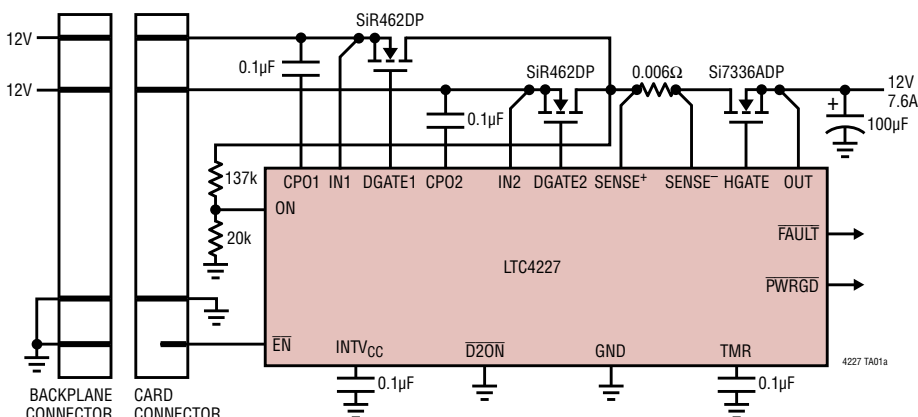 SiR462DP
12V
0.1µF
SiR462DP
0.006Ω
Si7336ADP
12V
12V
7.6A
0.1µF
+
100µF
137k
CPO1 IN1 DGATE1 CPO2 IN2 DGATE2 SENSE+ SENSE– HGATE OUT
ON
20k
FAULT
LTC4227
PWRGD
EN
INTVCC
D2ON
GND
TMR
4227 TA01a
0.1µF
0.1µF
BACKPLANE
CONNECTOR
CARD
CONNECTOR